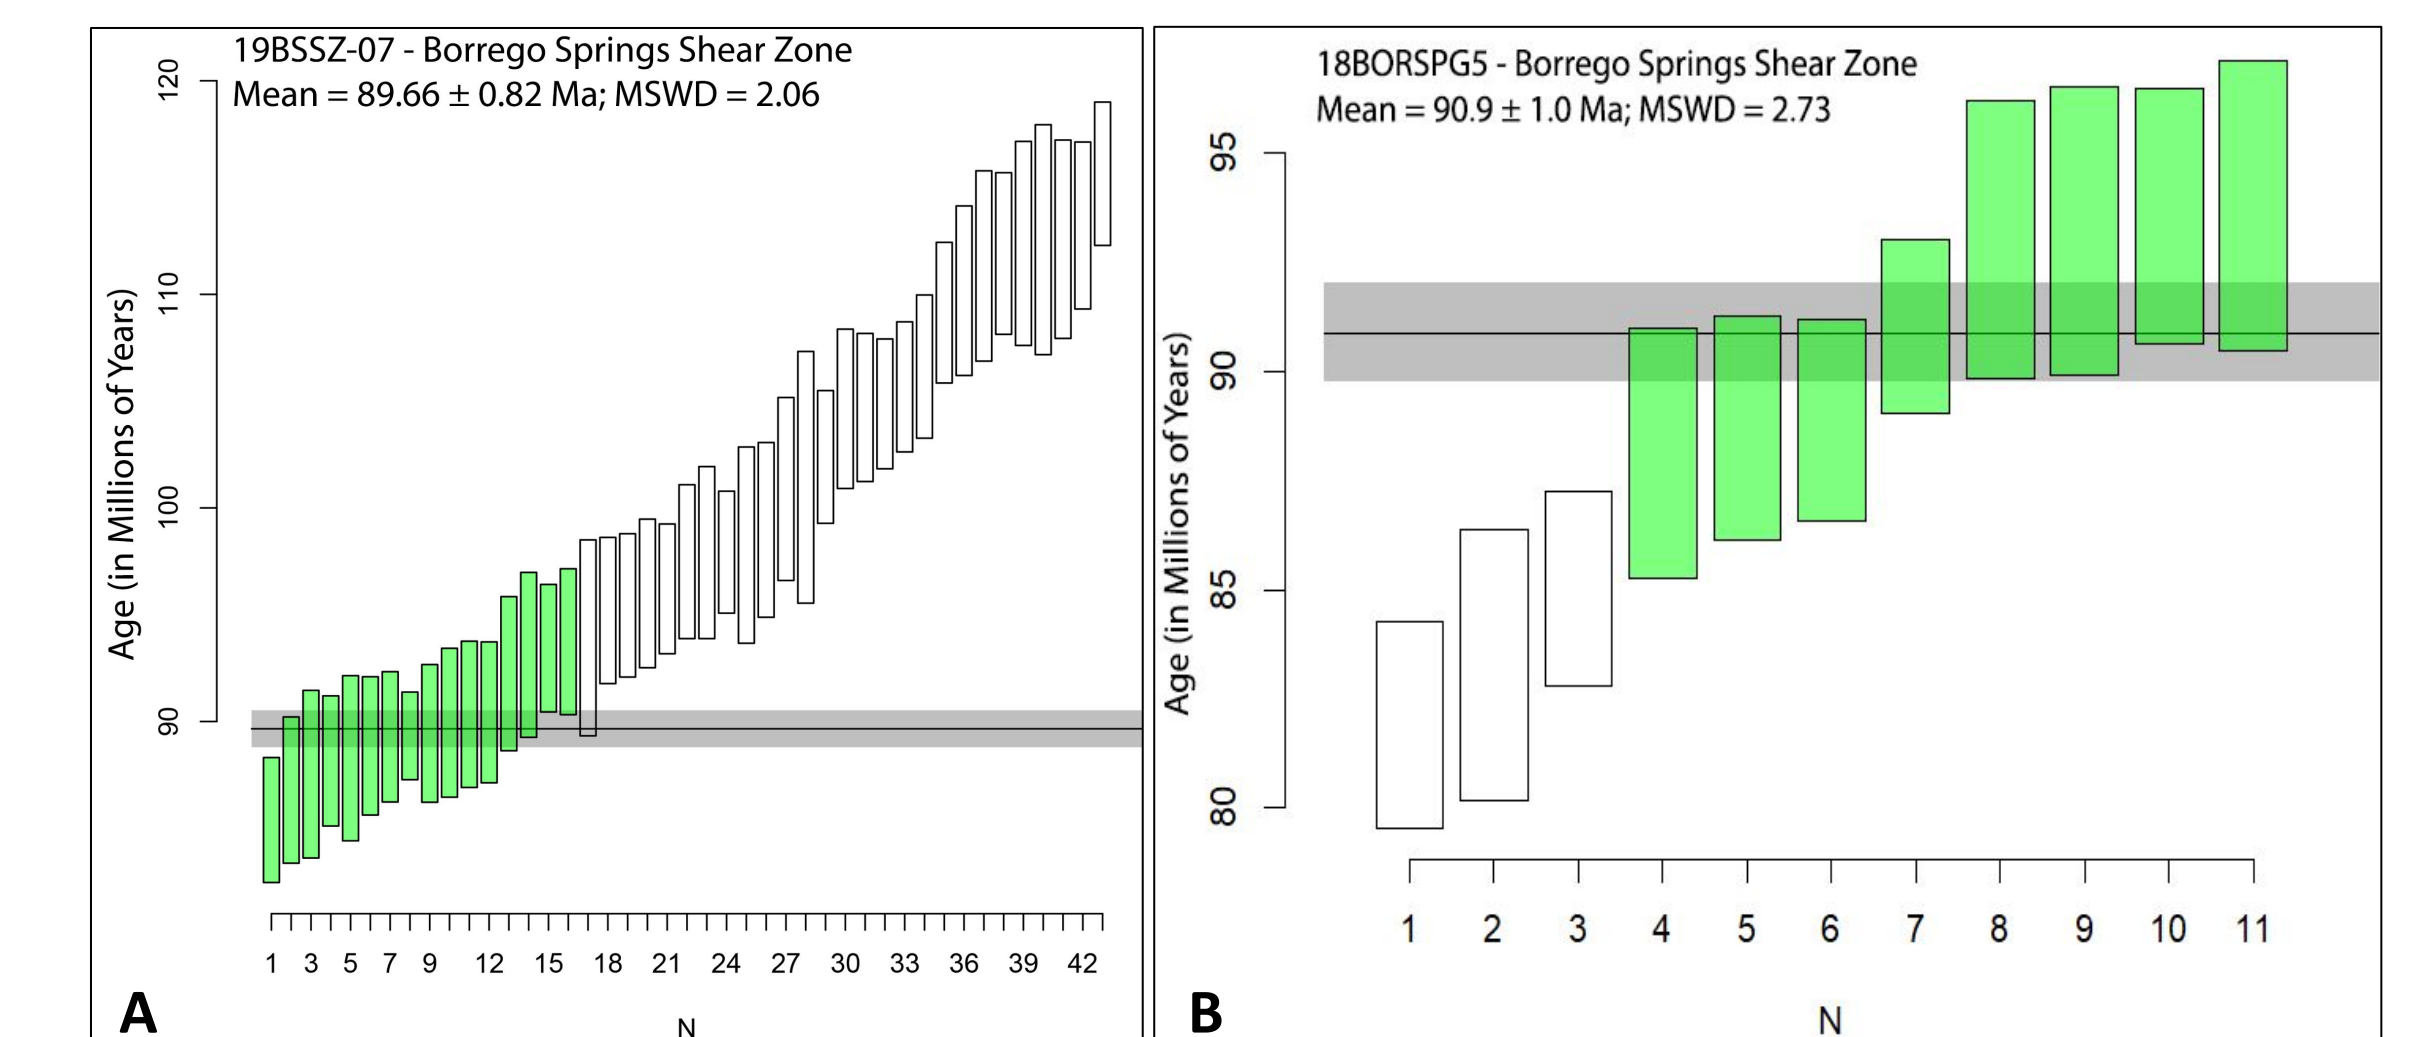 19BSSZ-07 - Borrego Springs Shear Zone
Mean = 89.66 ± 0.82 Ma; MSWD = 2.06
Age (in Millions of Years)
120
110
100
90
1 3 5 7 9 12 15 18 21 24 27 30 33 36 39 42
N
A
18BORSPG5 - Borrego Springs Shear Zone
Mean = 90.9 ± 1.0 Ma; MSWD = 2.73
Age (in Millions of Years)
95
90
85
80
1 2 3 4 5 6 7 8 9 10 11
N
B